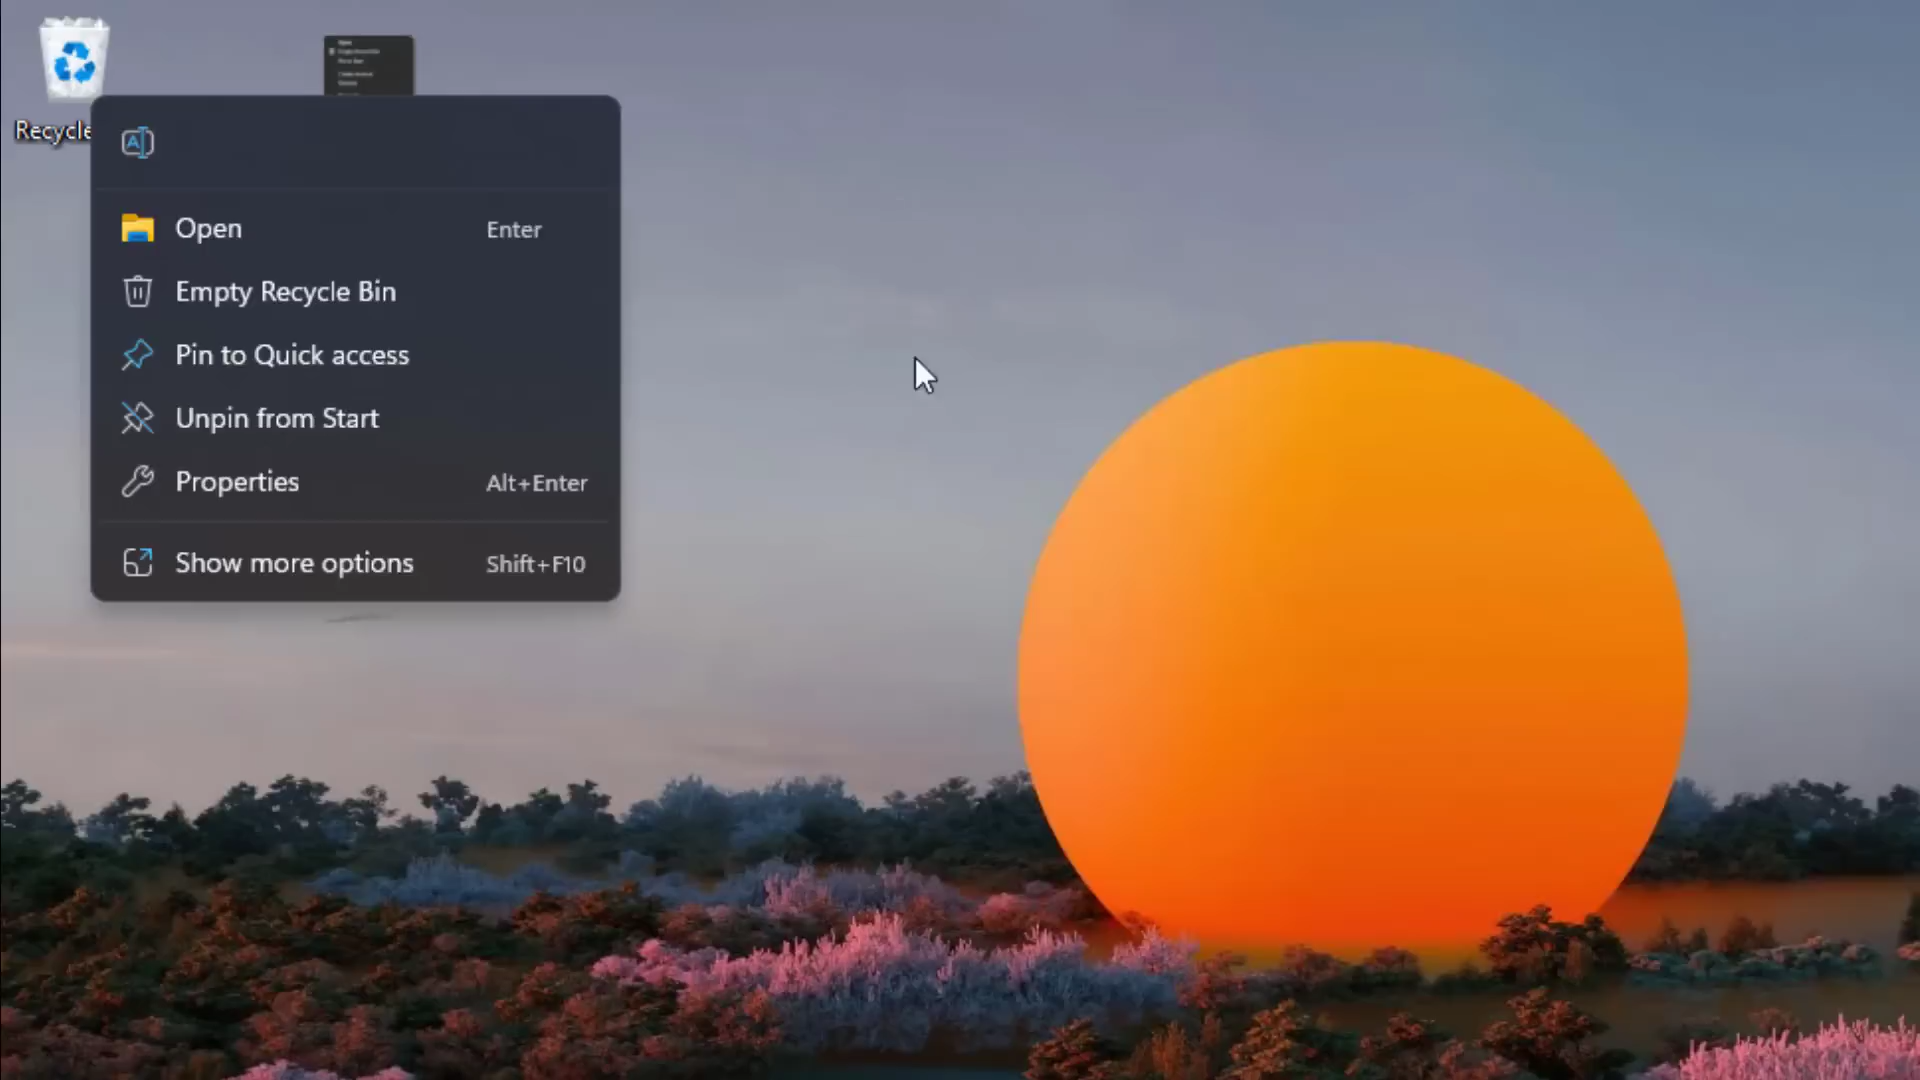 Recycle
Open Enter
Empty Recycle Bin
Pin to Quick access
Unpin from Start
Properties Alt+Enter
Show more options Shift+F10